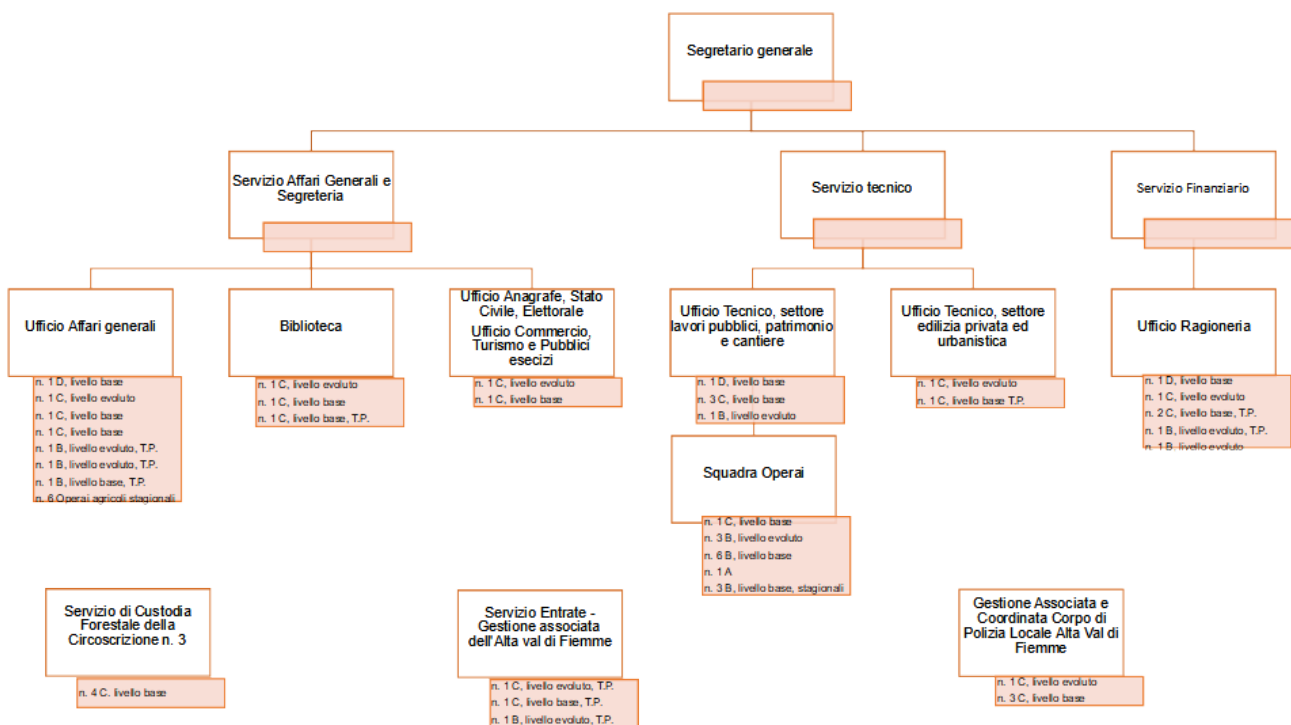 Segretario generale
Servizio Affari Generali e
Segreteria
Servizio tecnico
Servizio Finanziario
Ufficio Affari generali
n. 1 D, livello base
n. 1 C, livello evoluto
n. 1 C, livello base
n. 1 C, livello base
n. 1 B, livello evoluto, T.P.
n. 1 B, livello evoluto, T.P.
n. 1 B, livello base, T.P.
n. 6 Operai agricoli stagionali
Biblioteca
n. 1 C, livello evoluto
n. 1 C, livello base
n. 1 C, livello base, T.P.
Ufficio Anagrafe, Stato
Civile, Elettorale
Ufficio Commercio,
Turismo e Pubblici
esecizi
n. 1 C, livello evoluto
n. 1 C, livello base
Ufficio Tecnico, settore
lavori pubblici, patrimonio
e cantiere
n. 1 D, livello base
n. 3 C, livello base
n. 1 B, livello evoluto
Ufficio Tecnico, settore
edilizia privata ed
urbanistica
n. 1 C, livello evoluto
n. 1 C, livello base T.P.
Ufficio Ragioneria
n. 1 D, livello base
n. 1 C, livello evoluto
n. 2 C, livello base, T.P.
n. 1 B, livello evoluto, T.P.
n. 1 B. livello evoluto
Squadra Operai
n. 1 C, livello base
n. 3 B, livello evoluto
n. 6 B, livello base
n. 1 A
n. 3 B, livello base, stagionali
Servizio di Custodia
Forestale della
Circoscrizione n. 3
n. 4 C. livello base
Servizio Entrate -
Gestione associata
dell'Alta val di Fiemme
n. 1 C, livello evoluto, T.P.
n. 1 C, livello base, T.P.
n. 1 B, livello evoluto, T.P.
Gestione Associata e
Coordinata Corpo di
Polizia Locale Alta Val di
Fiemme
n. 1 C, livello evoluto
n. 3 C, livello base